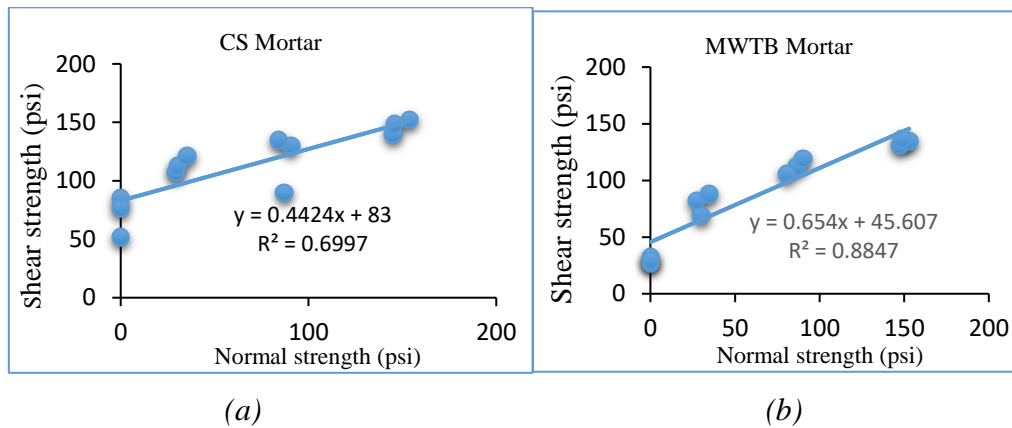 CS Mortar
Shear strength (psi)
200
150
100
50
0
y = 0.4424x + 83
R² = 0.6997
0
100
200
Normal strength (psi)
(a)
MWTB Mortar
Shear strength (psi)
200
150
100
50
0
y = 0.654x + 45.607
R² = 0.8847
0
50
100
150
200
Normal strength (psi)
(b)